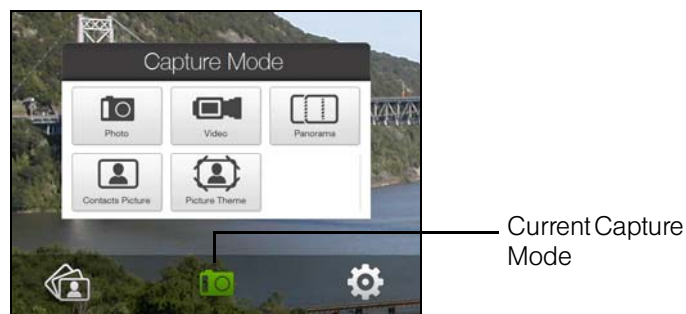 Capture Mode
Photo
Video
Panorama
Contacts Picture
Picture Theme
Current Capture
Mode